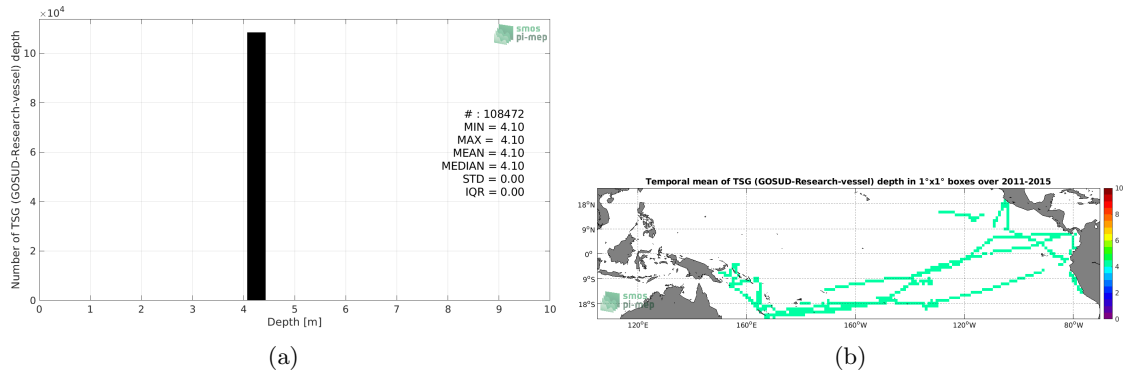 ×10⁴
smos
pi-mep
Number of TSG (GOSUD-Research-vessel) depth
10
8
6
4
2
0
# : 108472
MIN = 4.10
MAX = 4.10
MEAN = 4.10
MEDIAN = 4.10
STD = 0.00
IQR = 0.00
0 1 2 3 4 5 6 7 8 9 10
Depth [m]
(a)
Temporal mean of TSG (GOSUD-Research-vessel) depth in 1°x1° boxes over 2011-2015
18°N
9°N
0°
9°S
18°S
smos
pi-mep
120°E 160°E 160°W 120°W 80°W
10
8
6
4
2
0
(b)